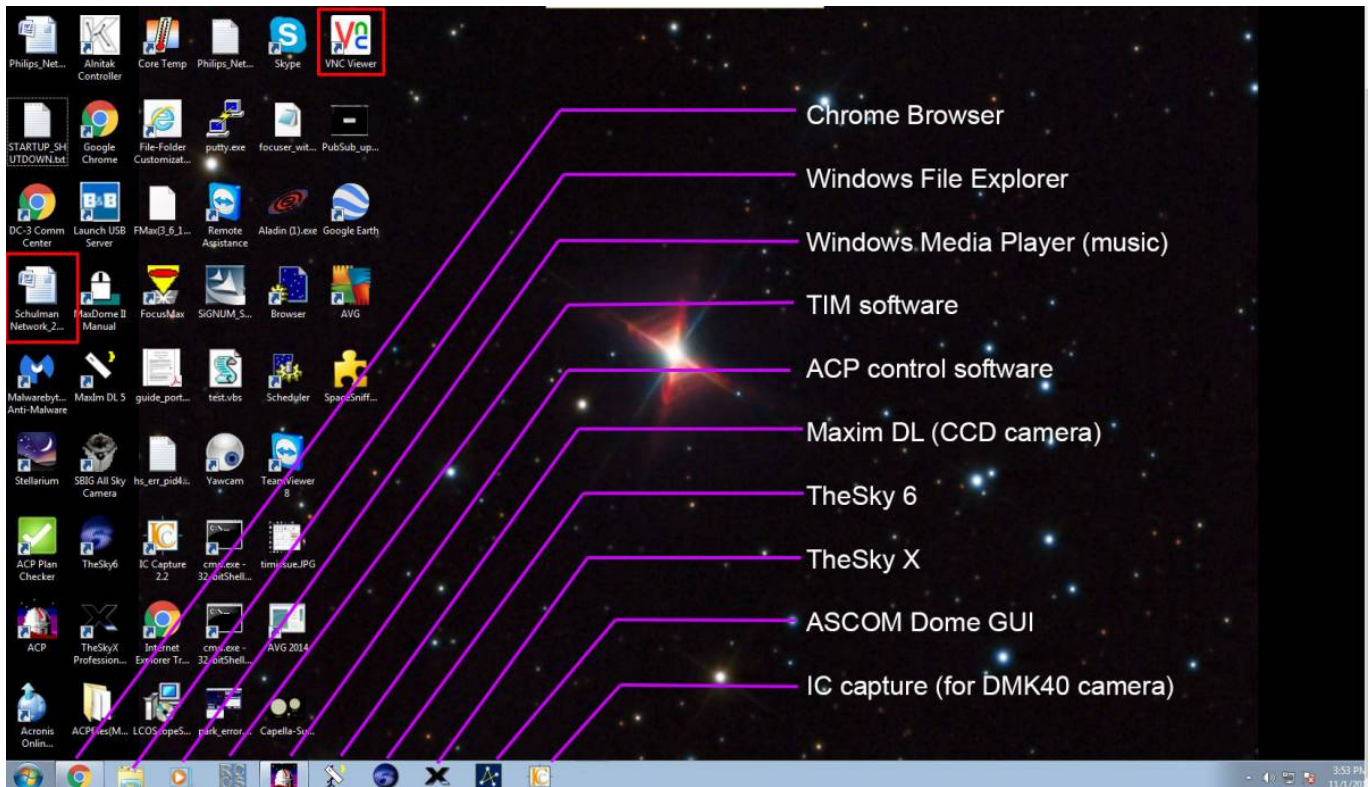 Philips_Net...
Alnitak
Controller
Core Temp
Philips_Net...
Skype
VNC Viewer
STARTUP_SH
UTDOWN.txt
Google
Chrome
File-Folder
Customizat...
putty.exe
focuser_wit...
PubSub_up...
DC-3 Comm
Center
Launch USB
Server
FMax(3_6_1...
Remote
Assistance
Aladin (1).exe
Google Earth
Schulman
Network_2...
MaxDome II
Manual
FocusMax
SiGNUM_S...
Browser
AVG
Malwarebyt...
Anti-Malware
MaxIm DL 5
guide_port...
test.vbs
Scheduler
SpaceSniff...
Stellarium
SBIG All Sky
Camera
hs_err_pid4...
Yawcam
TeamViewer
8
ACP Plan
Checker
TheSky6
IC Capture
2.2
cmd.exe -
32-bitShell...
timissue.JPG
ACP
TheSkyX
Profession...
Internet
Explorer Tr...
cmd.exe -
32-bitShell...
AVG 2014
Acronis
Onlin...
ACPfiles(M...
LCOScopeS...
park_error...
Capella-Su...
Chrome Browser
Windows File Explorer
Windows Media Player (music)
TIM software
ACP control software
Maxim DL (CCD camera)
TheSky 6
TheSky X
ASCOM Dome GUI
IC capture (for DMK40 camera)
3:53 PM